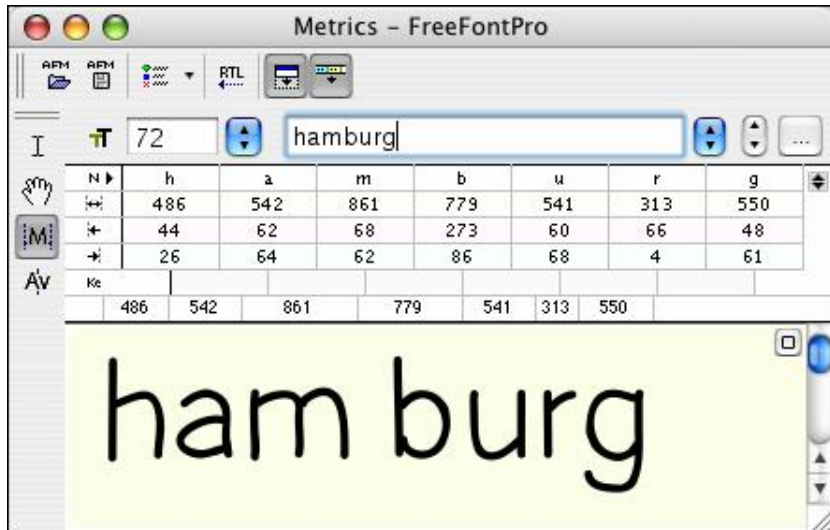 Metrics – FreeFontPro
AFM AFM RTL
I TT 72 hamburg ...
N h a m b u r g
486 542 861 779 541 313 550
M 44 62 68 273 60 66 48
26 64 62 86 68 4 61
AV Ke
486 542 861 779 541 313 550
ham burg